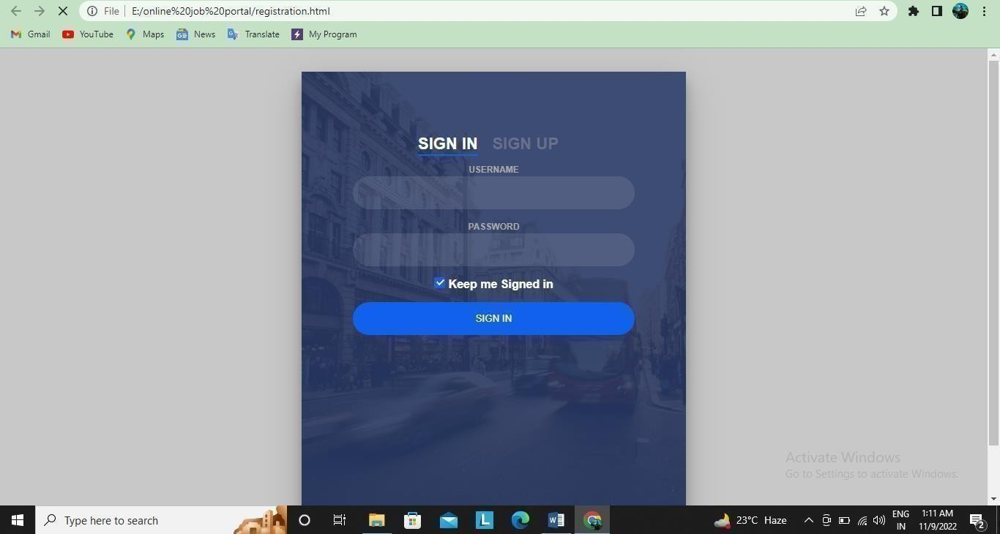 File | E:/online%20job%20portal/registration.html
Gmail YouTube Maps News Translate My Program
SIGN IN SIGN UP
USERNAME
PASSWORD
Keep me Signed in
SIGN IN
Activate Windows
Go to Settings to activate Windows.
Type here to search
L
W
23°C Haze
ENG
IN
1:11 AM
11/9/2022
2